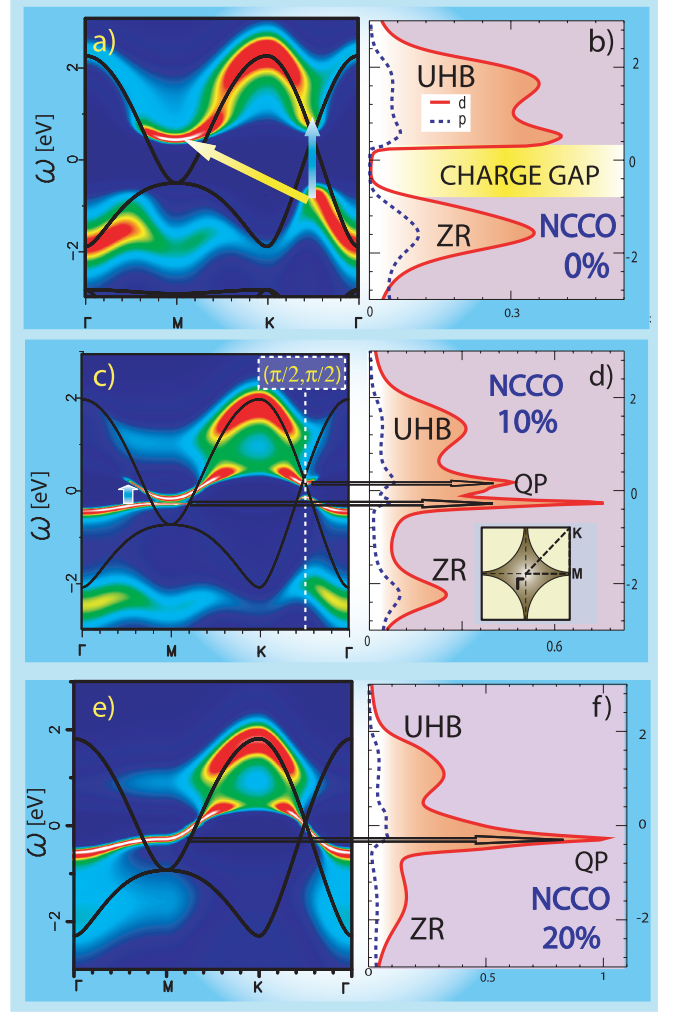 a)
b)
UHB
d
p
CHARGE GAP
ZR
NCCO
0%
ω [eV]
2
0
-2
Γ
M
K
Γ
2
0
-2
0
0.3
c)
(π/2,π/2)
d)
NCCO
10%
UHB
QP
ZR
K
M
Γ
ω [eV]
2
0
-2
Γ
M
K
Γ
2
0
-2
0
0.6
e)
f)
UHB
QP
NCCO
20%
ZR
ω [eV]
2
0
-2
Γ
M
K
Γ
2
0
-2
0
0.5
1